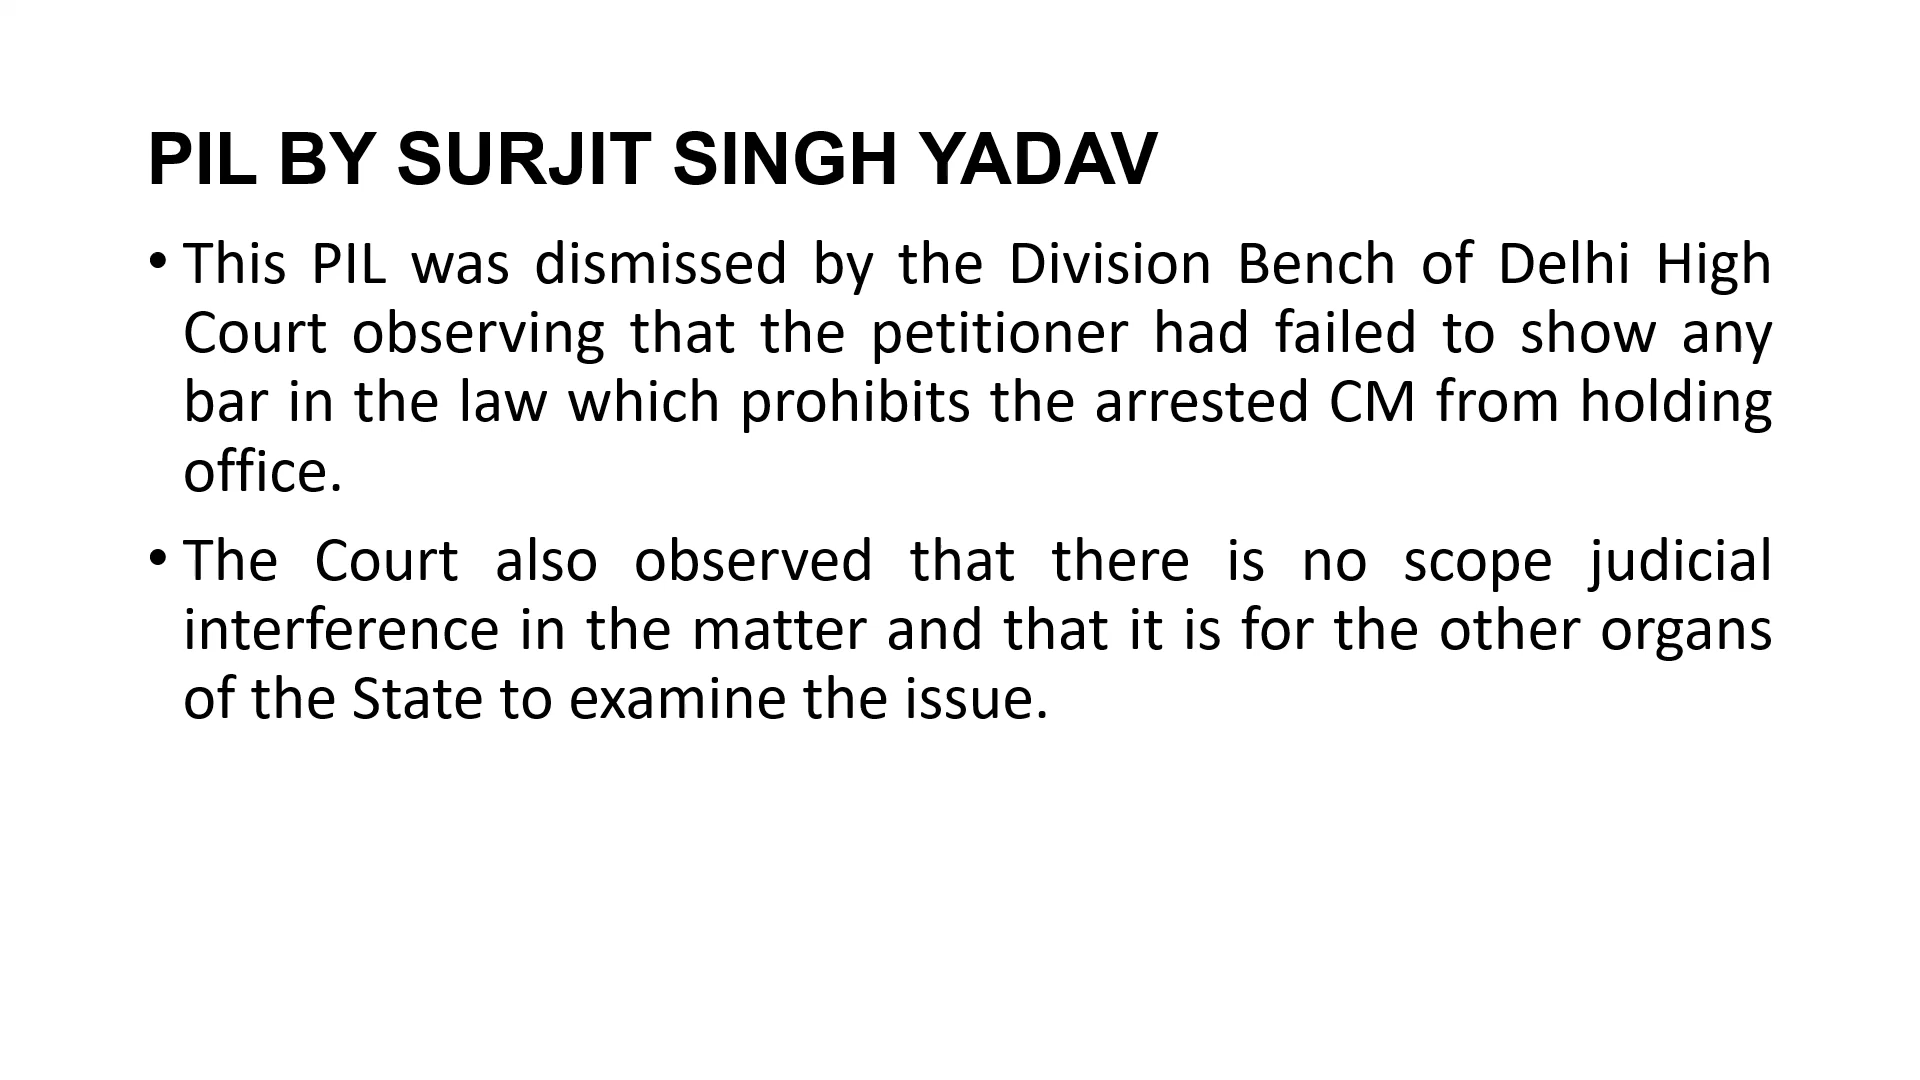 PIL BY SURJIT SINGH YADAV
• This PIL was dismissed by the Division Bench of Delhi High
Court observing that the petitioner had failed to show any
bar in the law which prohibits the arrested CM from holding
office.
• The Court also observed that there is no scope judicial
interference in the matter and that it is for the other organs
of the State to examine the issue.